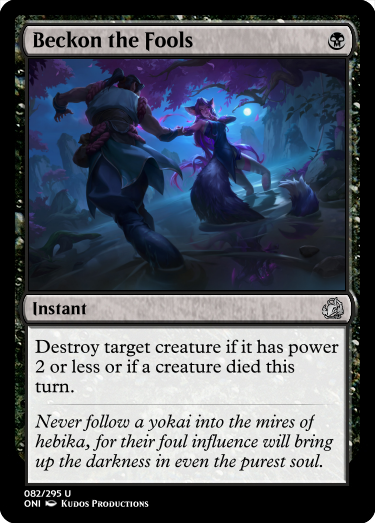 Beckon the Fools
Instant
Destroy target creature if it has power
2 or less or if a creature died this
turn.
Never follow a yokai into the mires of
hebika, for their foul influence will bring
up the darkness in even the purest soul.
082/295 U
ONI Kudos Productions